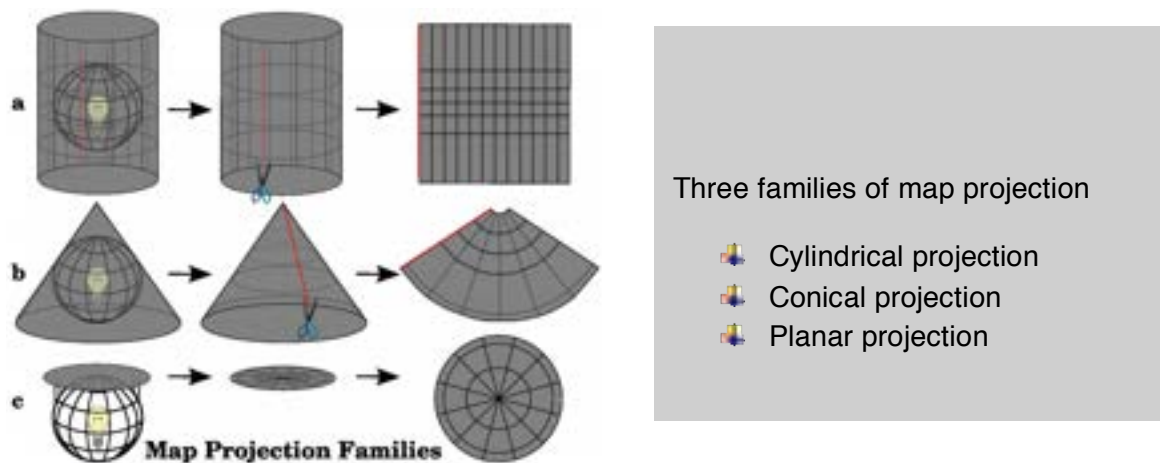 a
b
c
Map Projection Families
Three families of map projection
Cylindrical projection
Conical projection
Planar projection